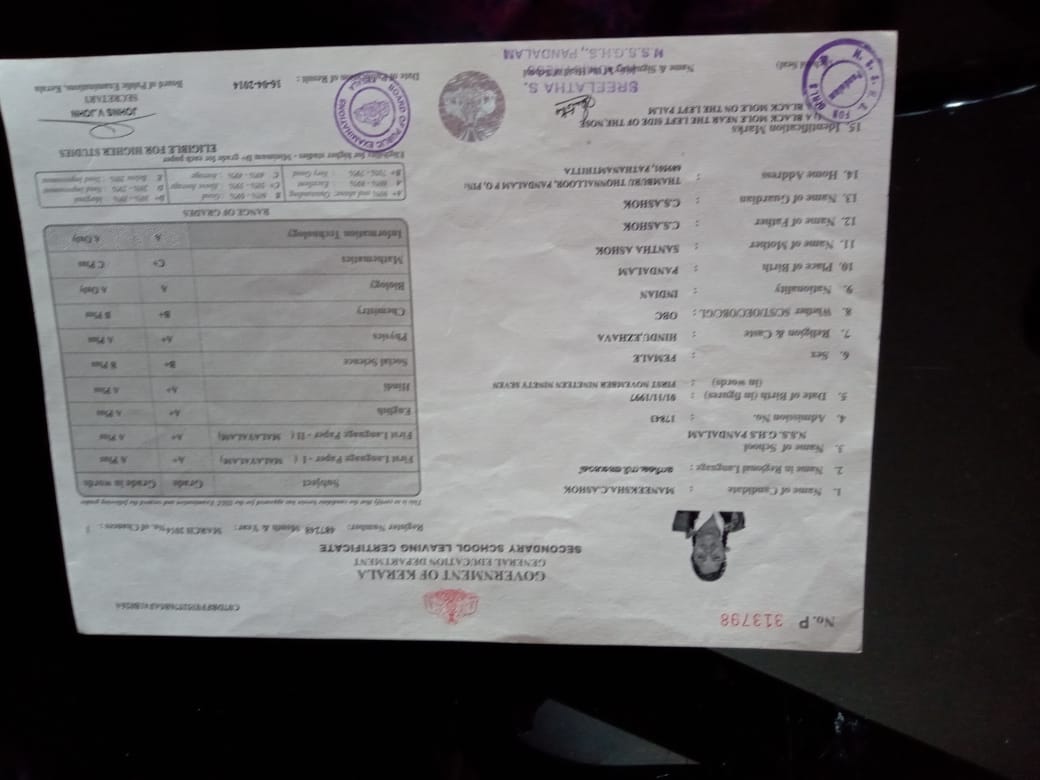 No. P 313798
GOVERNMENT OF KERALA
GENERAL EDUCATION DEPARTMENT
SECONDARY SCHOOL LEAVING CERTIFICATE
Register Number: 487248 Month & Year: MARCH 2014 No. of Chances:
1. Name of Candidate : MANEEKSHA.C.ASHOK
2. Name in Regional Language :
3. Name of School
N.S.S. G.H.S PANDALAM
4. Admission No. : 17843
5. Date of Birth (in figures) : 01/11/1997
(in words) : FIRST NOVEMBER NINETEEN NINETY SEVEN
6. Sex : FEMALE
7. Religion & Caste : HINDU,EZHAVA
8. Whether SC/ST/OEC/OBC/GL : OBC
9. Nationality : INDIAN
10. Place of Birth : PANDALAM
11. Name of Mother : SANTHA ASHOK
12. Name of Father : C.S.ASHOK
13. Name of Guardian : C.S.ASHOK
14. Home Address : THAMBURU THONNALLOOR, PANDALAM P O, PIN:
689501, PATHANAMTHITTA
15. Identification Marks
A BLACK MOLE NEAR THE LEFT SIDE OF THE NOSE
BLACK MOLE ON THE LEFT PALM
(School Seal)
Name & Signature of the Head of School
SREELATHA S.
N.S.S.G.H.S., PANDALAM
This is to certify that the candidate herein has appeared for the SSLC Examination and secured the following grades
Subject Grade Grade in words
First Language Paper - I ( MALAYALAM) A+ A Plus
First Language Paper - II ( MALAYALAM) A+ A Plus
English A+ A Plus
Hindi A+ A Plus
Social Science B+ B Plus
Physics A+ A Plus
Chemistry B+ B Plus
Biology A A Only
Mathematics C+ C Plus
Information Technology A A Only
RANGE OF GRADES
A+ 90% and above: Outstanding B 60% - 69% : Good D+ 30% - 39% : Marginal
A 80% - 89% : Excellent C+ 50% - 59% : Above Average D 20% - 29% : Need improvement
B+ 70% - 79% : Very Good C 40% - 49% : Average E Below 20% : Need improvement
Eligibility for higher studies - Minimum D+ grade for each paper
ELIGIBLE FOR HIGHER STUDIES
JOHNS V JOHN
SECRETARY
Board of Public Examinations, Kerala
Date of Publication of Result : 16-04-2014